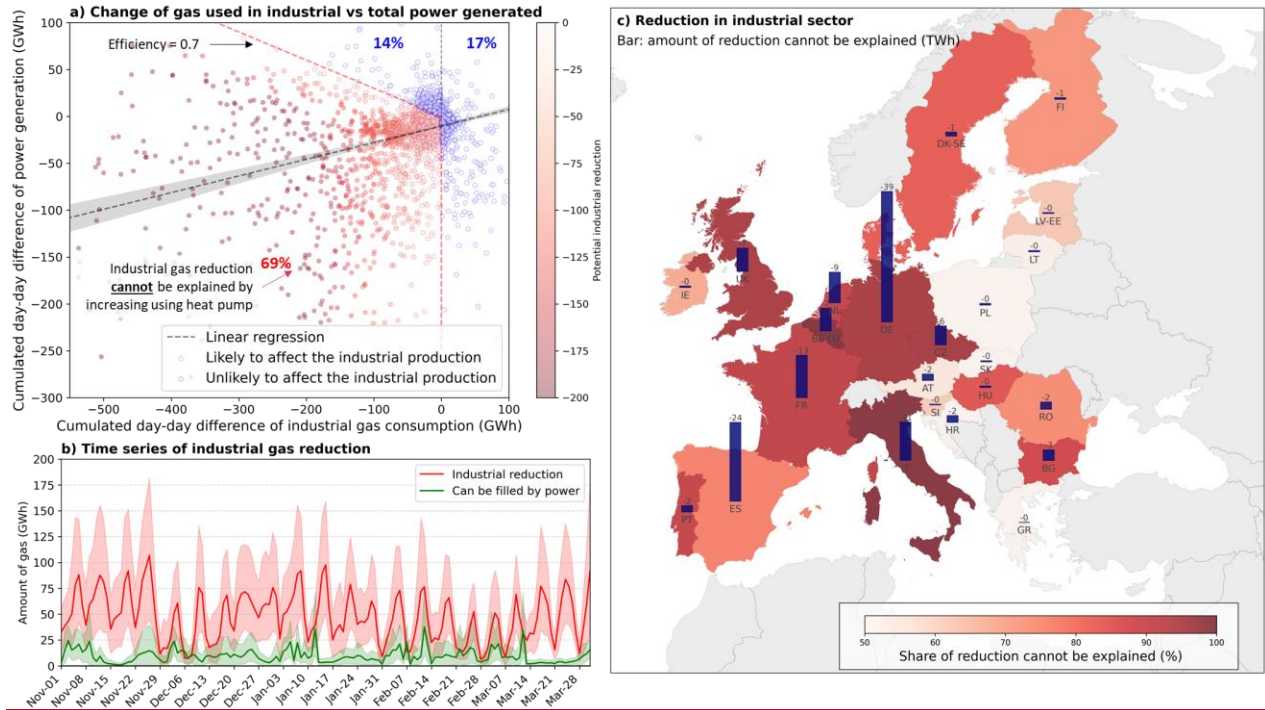 a) Change of gas used in industrial vs total power generated
Cumulated day-day difference of power generation (GWh)
100
50
0
−50
−100
−150
−200
−250
−300
Efficiency = 0.7
14%
17%
69%
Industrial gas reduction
cannot be explained by
increasing using heat pump
Linear regression
Likely to affect the industrial production
Unlikely to affect the industrial production
−500
−400
−300
−200
−100
0
100
Cumulated day-day difference of industrial gas consumption (GWh)
0
−25
−50
−75
−100
−125
−150
−175
−200
Potential industrial reduction
b) Time series of industrial gas reduction
Amount of gas (GWh)
200
175
150
125
100
75
50
25
0
Industrial reduction
Can be filled by power
Nov-01
Nov-08
Nov-15
Nov-22
Nov-29
Dec-06
Dec-13
Dec-20
Dec-27
Jan-03
Jan-10
Jan-17
Jan-24
Jan-31
Feb-07
Feb-14
Feb-21
Feb-28
Mar-07
Mar-14
Mar-21
Mar-28
c) Reduction in industrial sector
Bar: amount of reduction cannot be explained (TWh)
-1
FI
-1
DK-SE
-39
DE
-0
LV-EE
-0
LT
UK
-0
IE
-9
NL
-0
PL
CZ
-0
SK
-11
FR
-2
AT
-0
HU
-0
SI
-2
HR
-2
RO
BG
-24
ES
PT
-0
GR
50
60
70
80
90
100
Share of reduction cannot be explained (%)